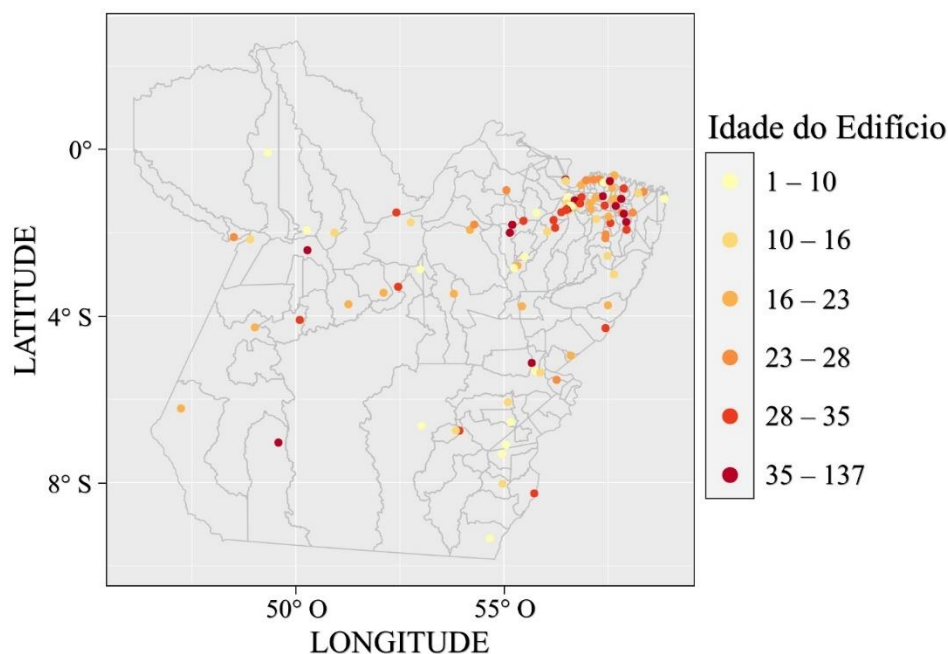 LATITUDE
0°
4° S
8° S
50° O
55° O
LONGITUDE
Idade do Edifício
1 – 10
10 – 16
16 – 23
23 – 28
28 – 35
35 – 137